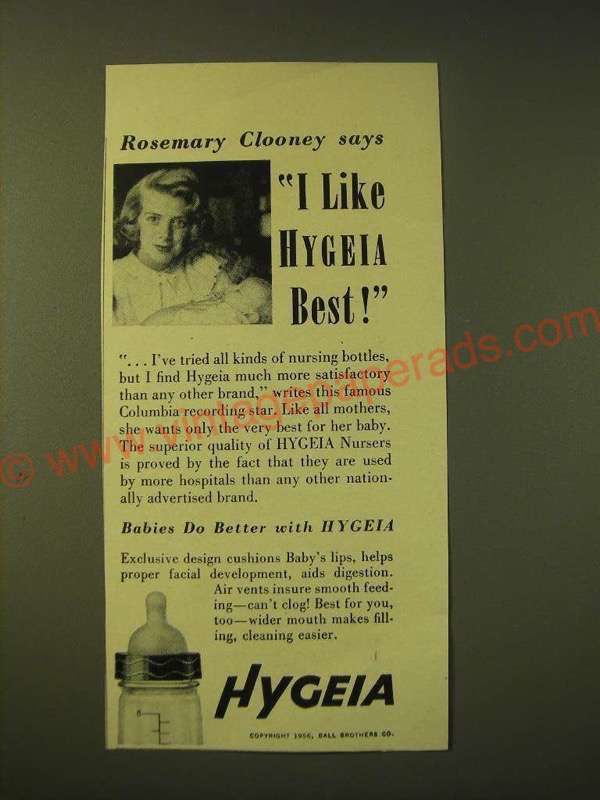 Rosemary Clooney says
"I Like
HYGEIA
Best!"
"... I've tried all kinds of nursing bottles,
but I find Hygeia much more satisfactory
than any other brand," writes this famous
Columbia recording star. Like all mothers,
she wants only the very best for her baby.
The superior quality of HYGEIA Nursers
is proved by the fact that they are used
by more hospitals than any other nation-
ally advertised brand.
Babies Do Better with HYGEIA
Exclusive design cushions Baby's lips, helps
proper facial development, aids digestion.
Air vents insure smooth feed-
ing—can't clog! Best for you,
too—wider mouth makes fill-
ing, cleaning easier.
8
HYGEIA
COPYRIGHT 1956, BALL BROTHERS CO.
© www.vintagepaperads.com